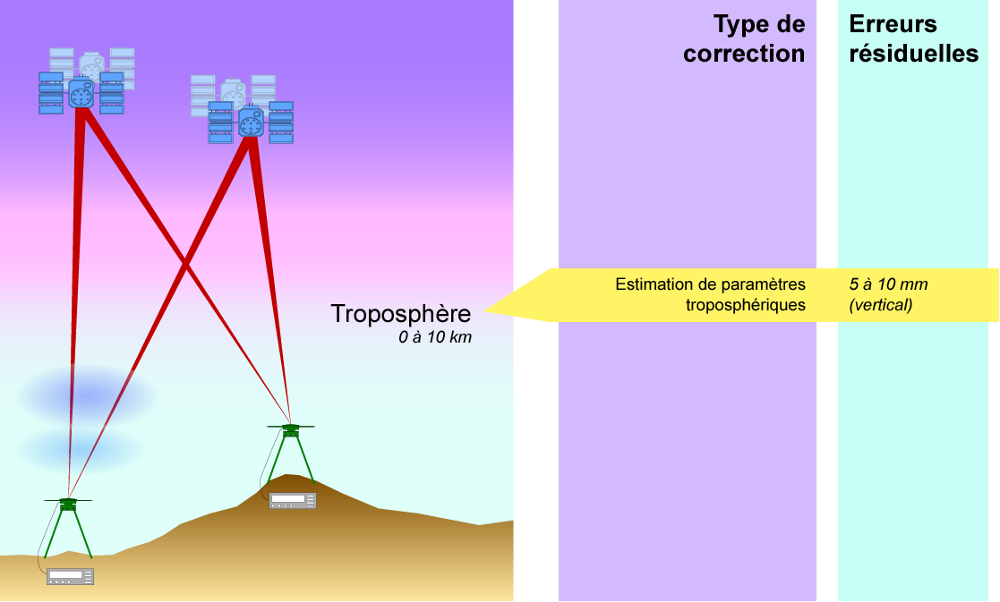 Type de
correction
Erreurs
résiduelles
Estimation de paramètres
troposphériques
5 à 10 mm
(vertical)
Troposphère
0 à 10 km